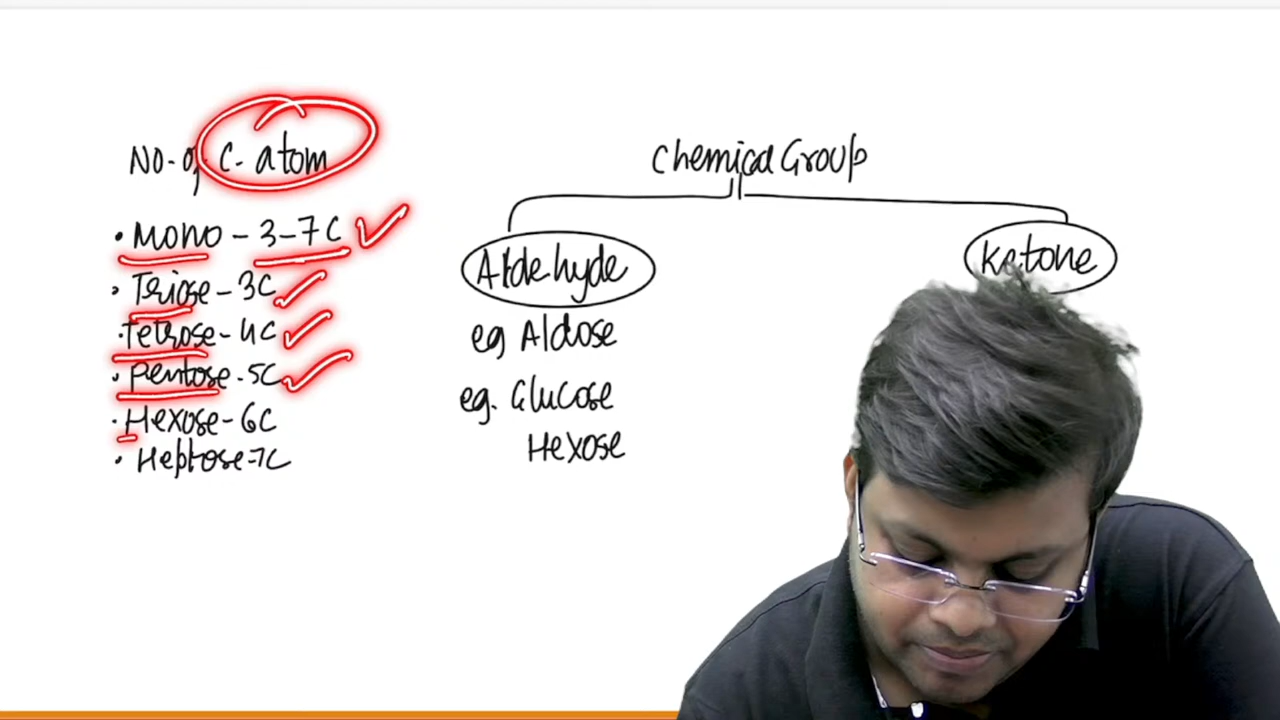 No. of C-atom
• Mono - 3-7C
• Triose - 3C
• Tetrose - 4C
• Pentose - 5C
• Hexose - 6C
• Heptose - 7C
Chemical Group
Aldehyde
Ketone
eg Aldose
eg. Glucose
Hexose